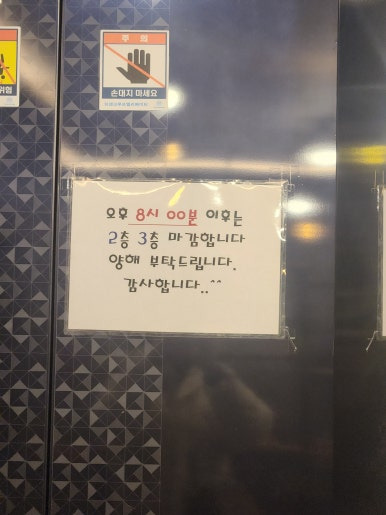 주 의
손대지 마세요
위험
오후 8시 00분 이후는
2층 3층 마감합니다
양해 부탁드립니다.
감사합니다..^^